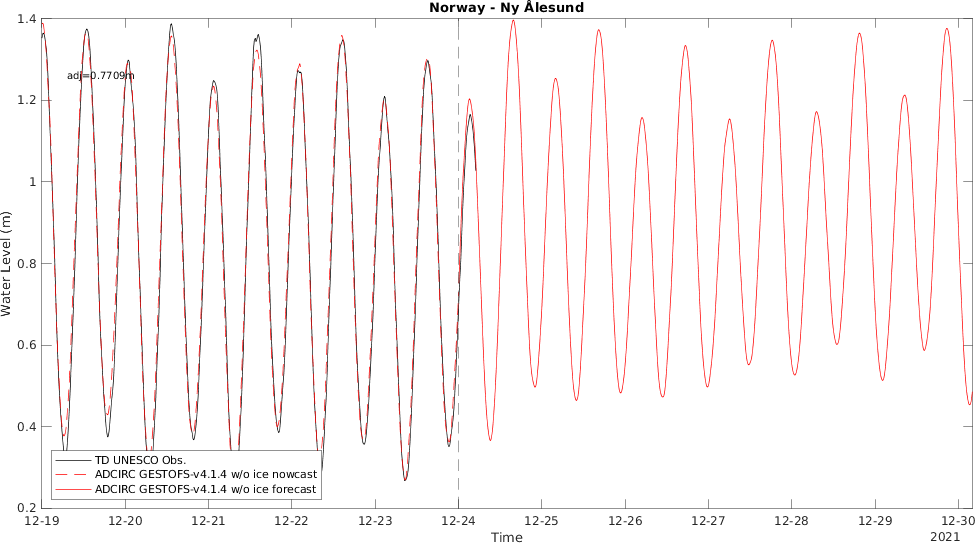 Norway - Ny Ålesund
1.4
adj=0.7709m
1.2
1
0.8
0.6
0.4
0.2
Water Level (m)
TD UNESCO Obs.
ADCIRC GESTOFS-v4.1.4 w/o ice nowcast
ADCIRC GESTOFS-v4.1.4 w/o ice forecast
12-19 12-20 12-21 12-22 12-23 12-24 12-25 12-26 12-27 12-28 12-29 12-30
Time
2021